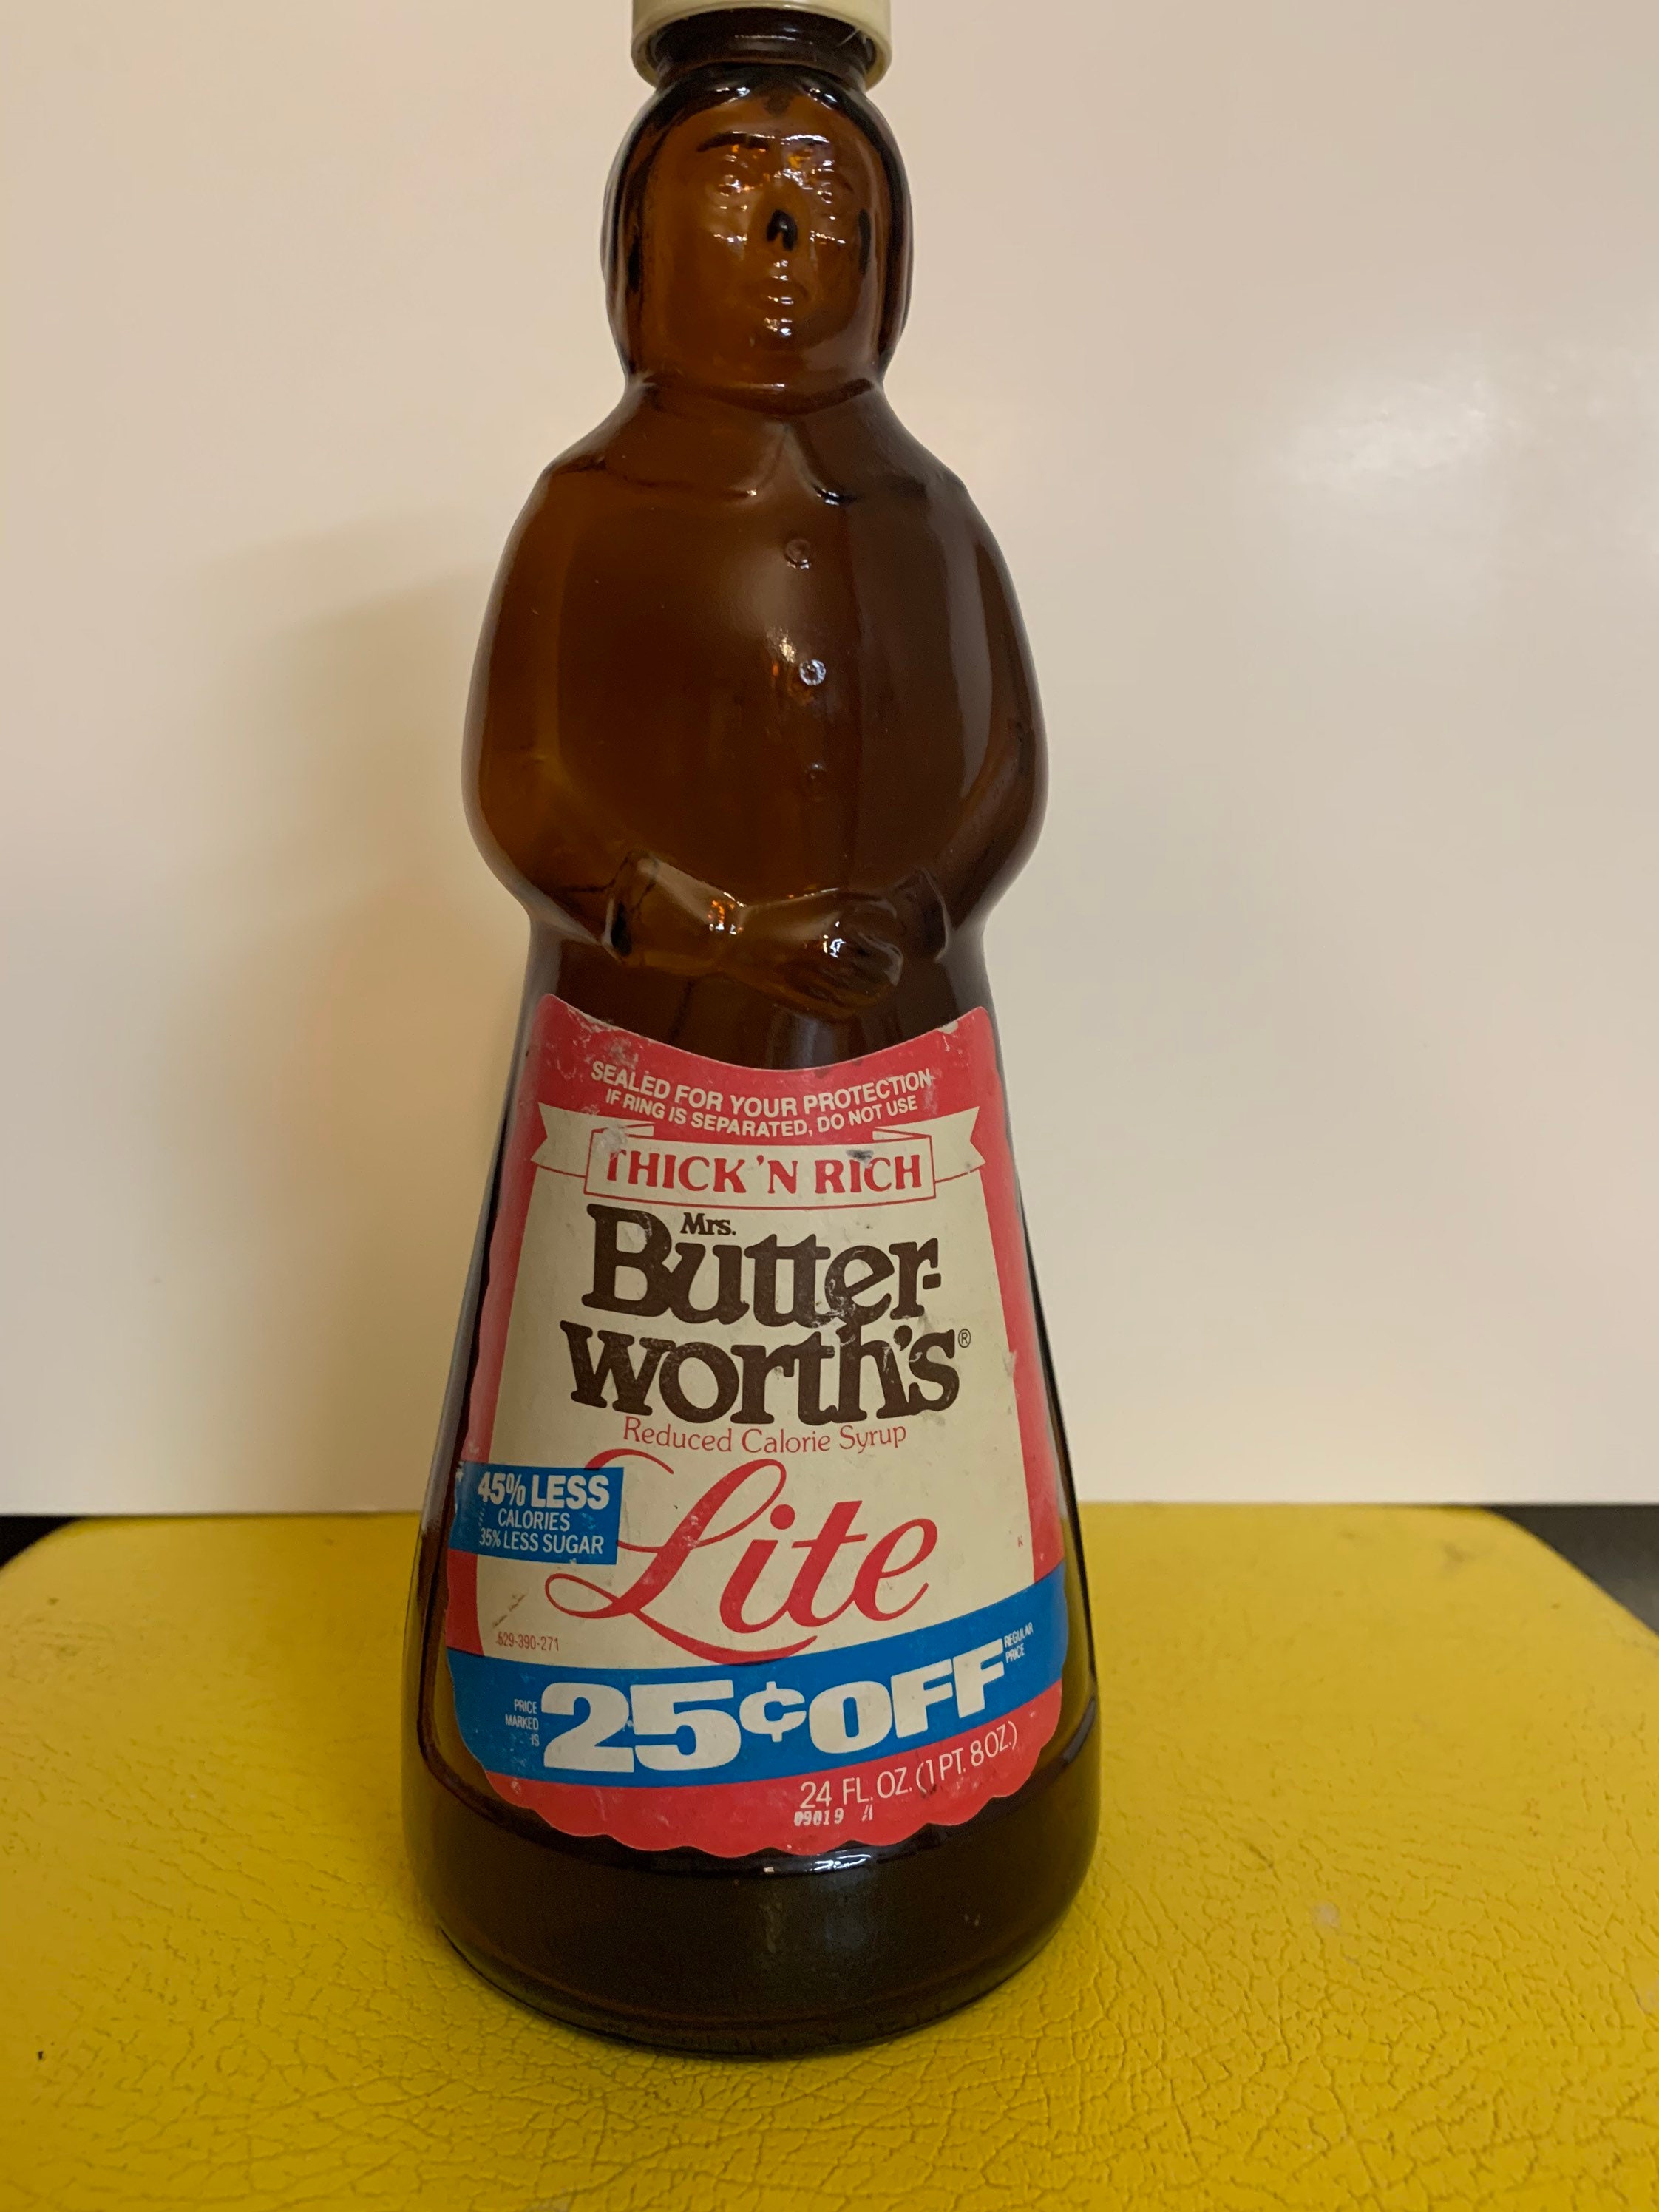 SEALED FOR YOUR PROTECTION
IF RING IS SEPARATED, DO NOT USE
THICK 'N RICH
Mrs.
Butter-
worth's®
Reduced Calorie Syrup
Lite
45% LESS
CALORIES
35% LESS SUGAR
629-390-271
PRICE
MARKED
IS
25¢ OFF
REGULAR
PRICE
24 FL. OZ. (1 PT. 8 OZ.)
09019 A